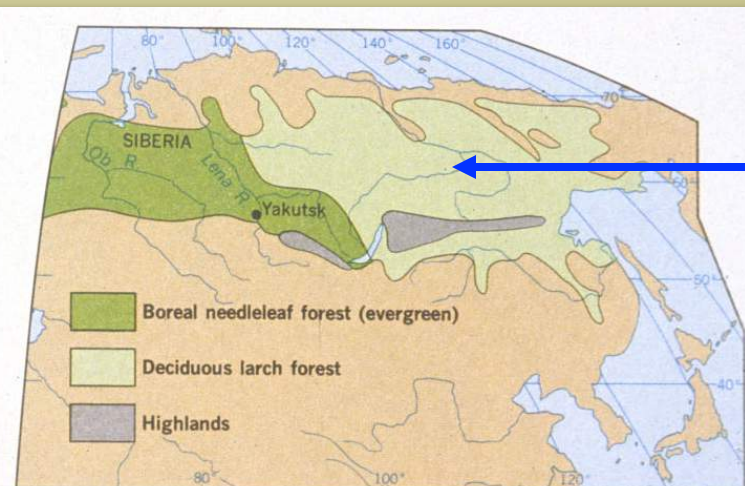 80° 100° 120° 140° 160°
70°
SIBERIA
Ob R.
Lena R.
60°
Yakutsk
50°
Boreal needleleaf forest (evergreen)
Deciduous larch forest
40°
Highlands
80° 100° 120°